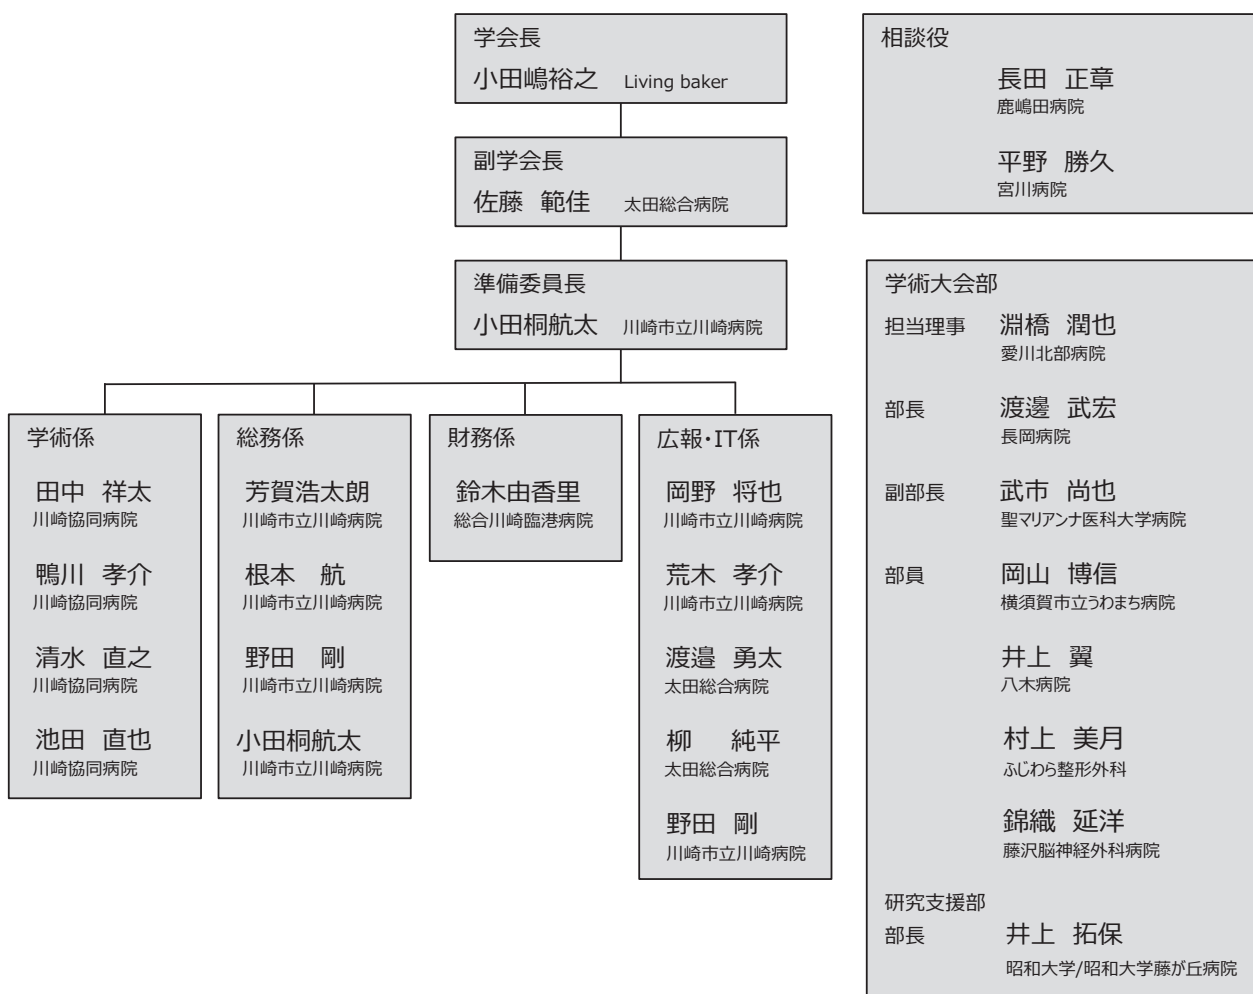 学会長
小田嶋裕之 Living baker
副学会長
佐藤 範佳 太田総合病院
準備委員長
小田桐航太 川崎市立川崎病院
学術係
田中 祥太
川崎協同病院
鴨川 孝介
川崎協同病院
清水 直之
川崎協同病院
池田 直也
川崎協同病院
総務係
芳賀浩太朗
川崎市立川崎病院
根本 航
川崎市立川崎病院
野田 剛
川崎市立川崎病院
小田桐航太
川崎市立川崎病院
財務係
鈴木由香里
総合川崎臨港病院
広報・IT係
岡野 将也
川崎市立川崎病院
荒木 孝介
川崎市立川崎病院
渡邉 勇太
太田総合病院
柳 純平
太田総合病院
野田 剛
川崎市立川崎病院
相談役
長田 正章
鹿嶋田病院
平野 勝久
宮川病院
学術大会部
担当理事 淵橋 潤也
愛川北部病院
部長 渡邊 武宏
長岡病院
副部長 武市 尚也
聖マリアンナ医科大学病院
部員 岡山 博信
横須賀市立うわまち病院
井上 翼
八木病院
村上 美月
ふじわら整形外科
錦織 延洋
藤沢脳神経外科病院
研究支援部
部長 井上 拓保
昭和大学/昭和大学藤が丘病院